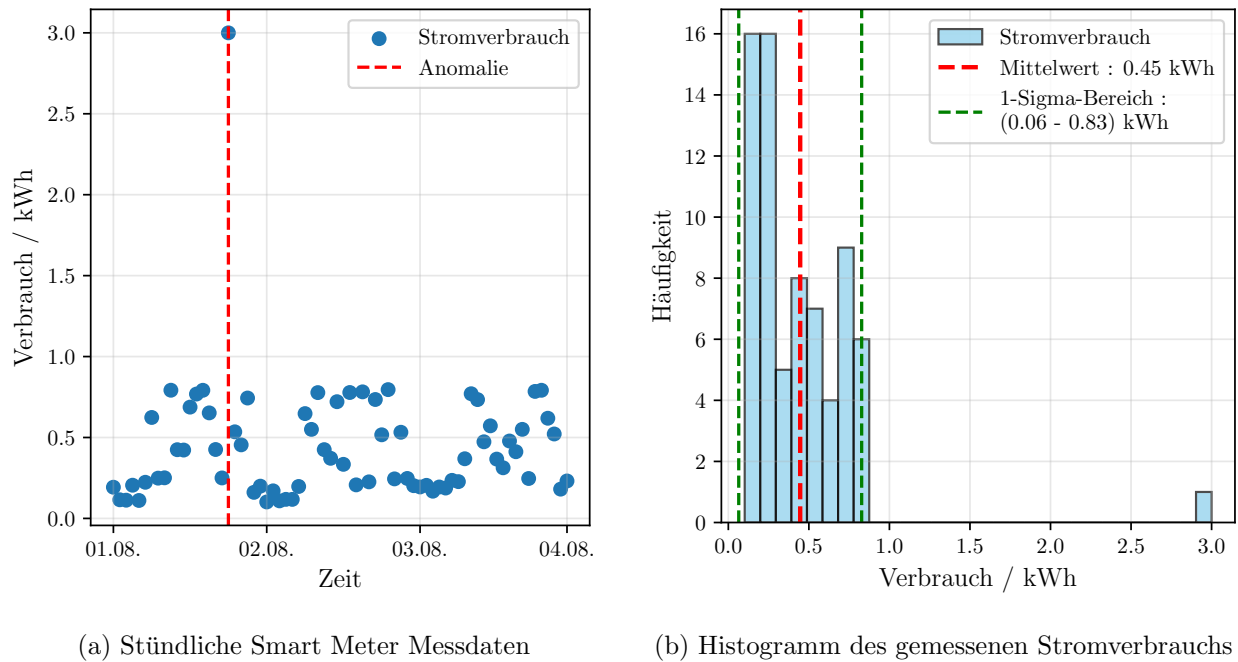 3.0
2.5
2.0
1.5
1.0
0.5
0.0
Verbrauch / kWh
Stromverbrauch
Anomalie
01.08.
02.08.
03.08.
04.08.
Zeit
(a) Stündliche Smart Meter Messdaten
16
14
12
10
8
6
4
2
0
Häufigkeit
Stromverbrauch
Mittelwert : 0.45 kWh
1-Sigma-Bereich :
(0.06 - 0.83) kWh
0.0
0.5
1.0
1.5
2.0
2.5
3.0
Verbrauch / kWh
(b) Histogramm des gemessenen Stromverbrauchs